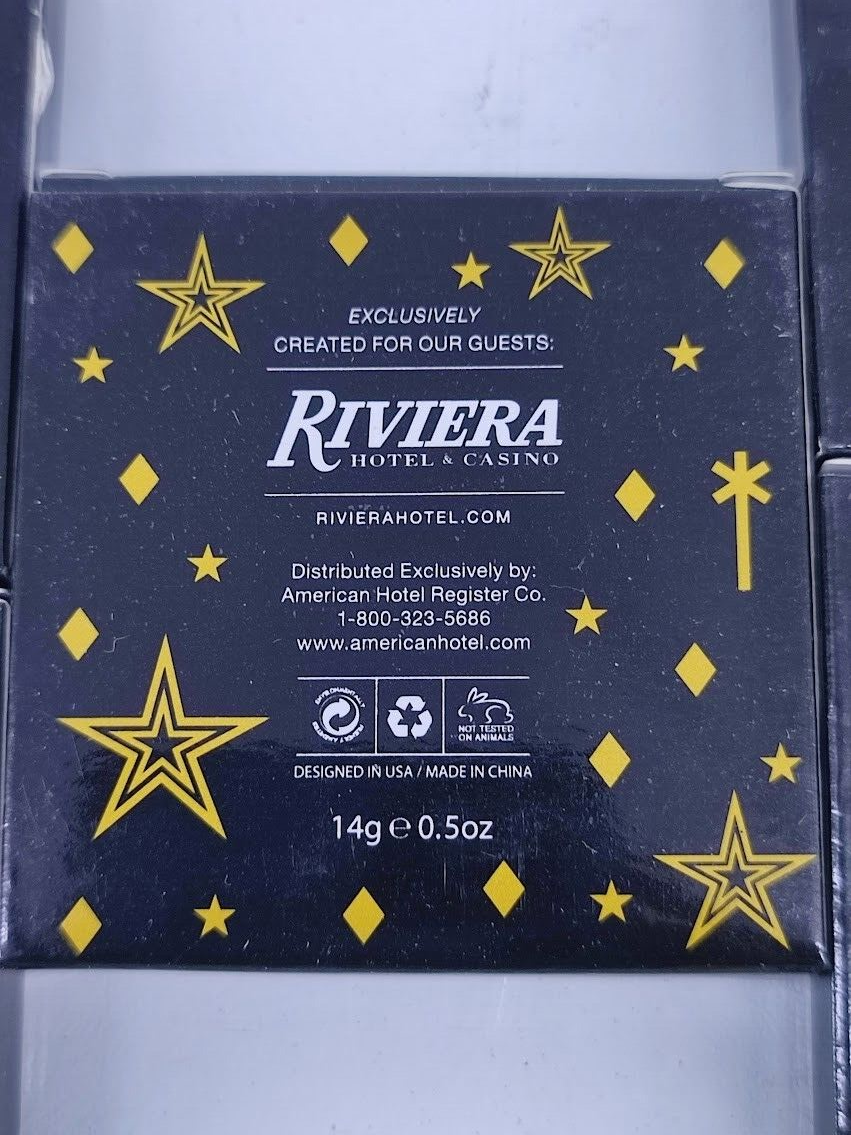 EXCLUSIVELY
CREATED FOR OUR GUESTS:
RIVIERA
HOTEL & CASINO
RIVIERAHOTEL.COM
Distributed Exclusively by:
American Hotel Register Co.
1-800-323-5686
www.americanhotel.com
ENVIRONMENTALLY
NOT TESTED
ON ANIMALS
DESIGNED IN USA / MADE IN CHINA
14g ℮ 0.5oz